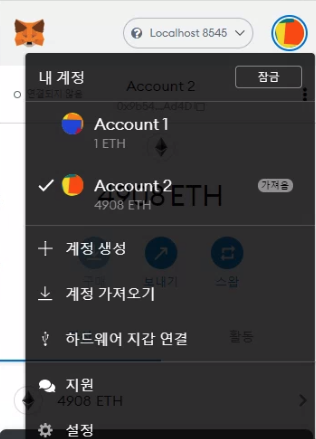 Localhost 8545
내 계정
잠금
Account 2
Account 1
1 ETH
Account 2
가져옴
4908 ETH
4908 ETH
계정 생성
보내기
스왑
계정 가져오기
하드웨어 지갑 연결
활동
지원
4908 ETH
설정